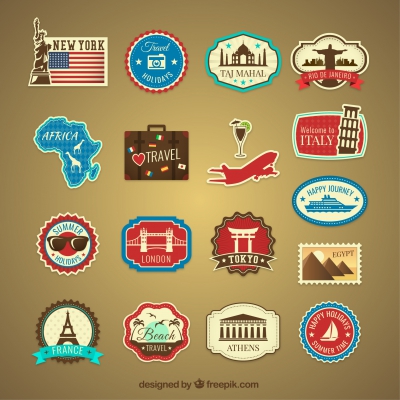 NEW YORK
Travel
HOLIDAYS
TAJ MAHAL
RIO DE JANEIRO
AFRICA
I
TRAVEL
Welcome to
ITALY
HAPPY JOURNEY
SUMMER
HOLIDAYS
LONDON
TOKYO
EGYPT
FRANCE
Beach
TRAVEL
ATHENS
HAPPY HOLIDAYS
SUMMER TIME
designed by freepik.com